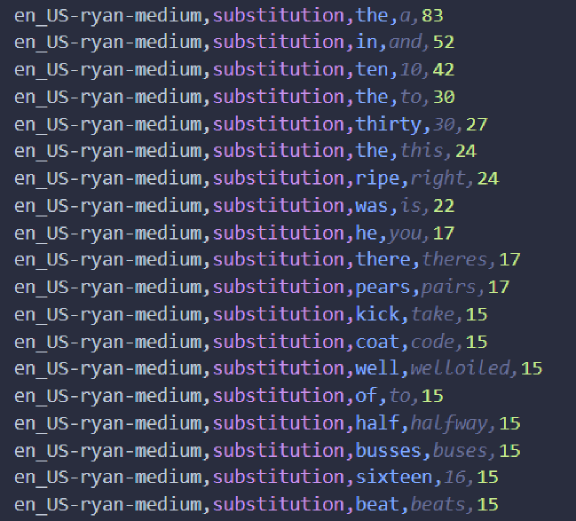 en_US-ryan-medium,substitution,the,a,83
en_US-ryan-medium,substitution,in,and,52
en_US-ryan-medium,substitution,ten,10,42
en_US-ryan-medium,substitution,the,to,30
en_US-ryan-medium,substitution,thirty,30,27
en_US-ryan-medium,substitution,the,this,24
en_US-ryan-medium,substitution,ripe,right,24
en_US-ryan-medium,substitution,was,is,22
en_US-ryan-medium,substitution,he,you,17
en_US-ryan-medium,substitution,there,theres,17
en_US-ryan-medium,substitution,pears,pairs,17
en_US-ryan-medium,substitution,kick,take,15
en_US-ryan-medium,substitution,coat,code,15
en_US-ryan-medium,substitution,well,welloiled,15
en_US-ryan-medium,substitution,of,to,15
en_US-ryan-medium,substitution,half,halfway,15
en_US-ryan-medium,substitution,busses,buses,15
en_US-ryan-medium,substitution,sixteen,16,15
en_US-ryan-medium,substitution,beat,beats,15